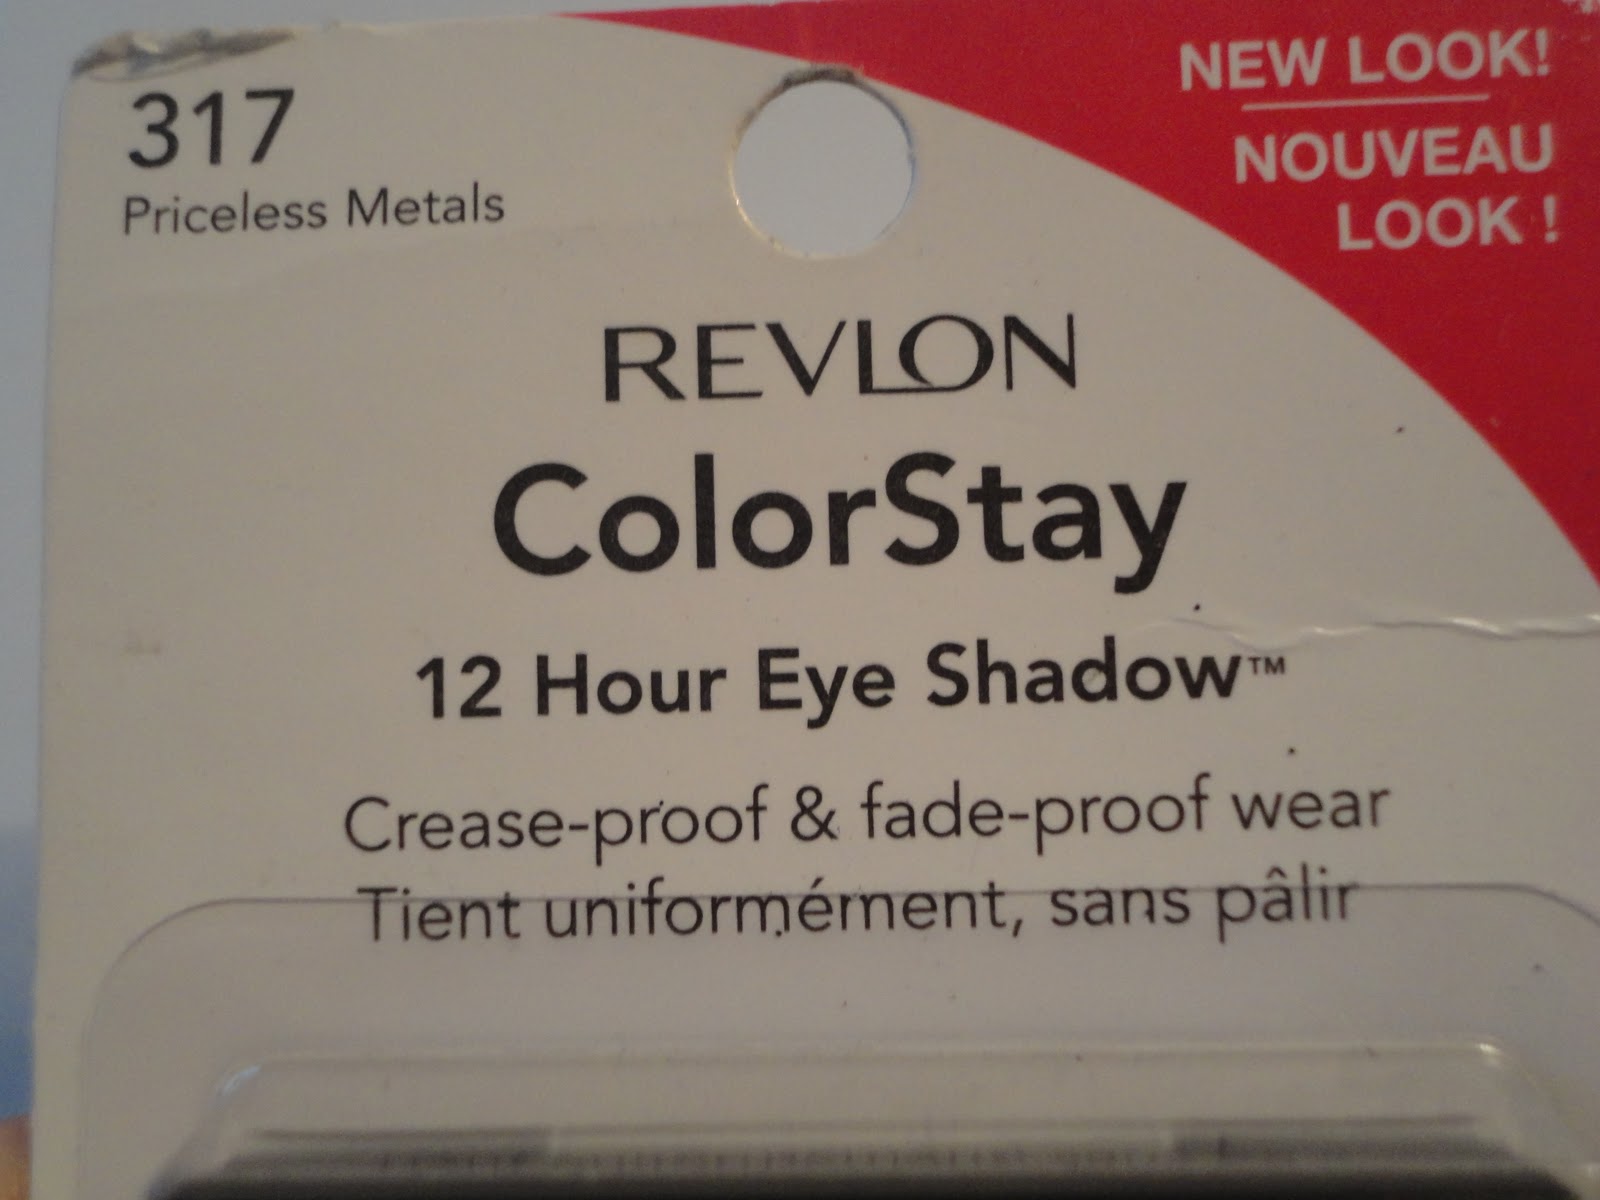 317
Priceless Metals
NEW LOOK!
NOUVEAU
LOOK !
REVLON
ColorStay
12 Hour Eye Shadow™
Crease-proof & fade-proof wear
Tient uniformément, sans pâlir